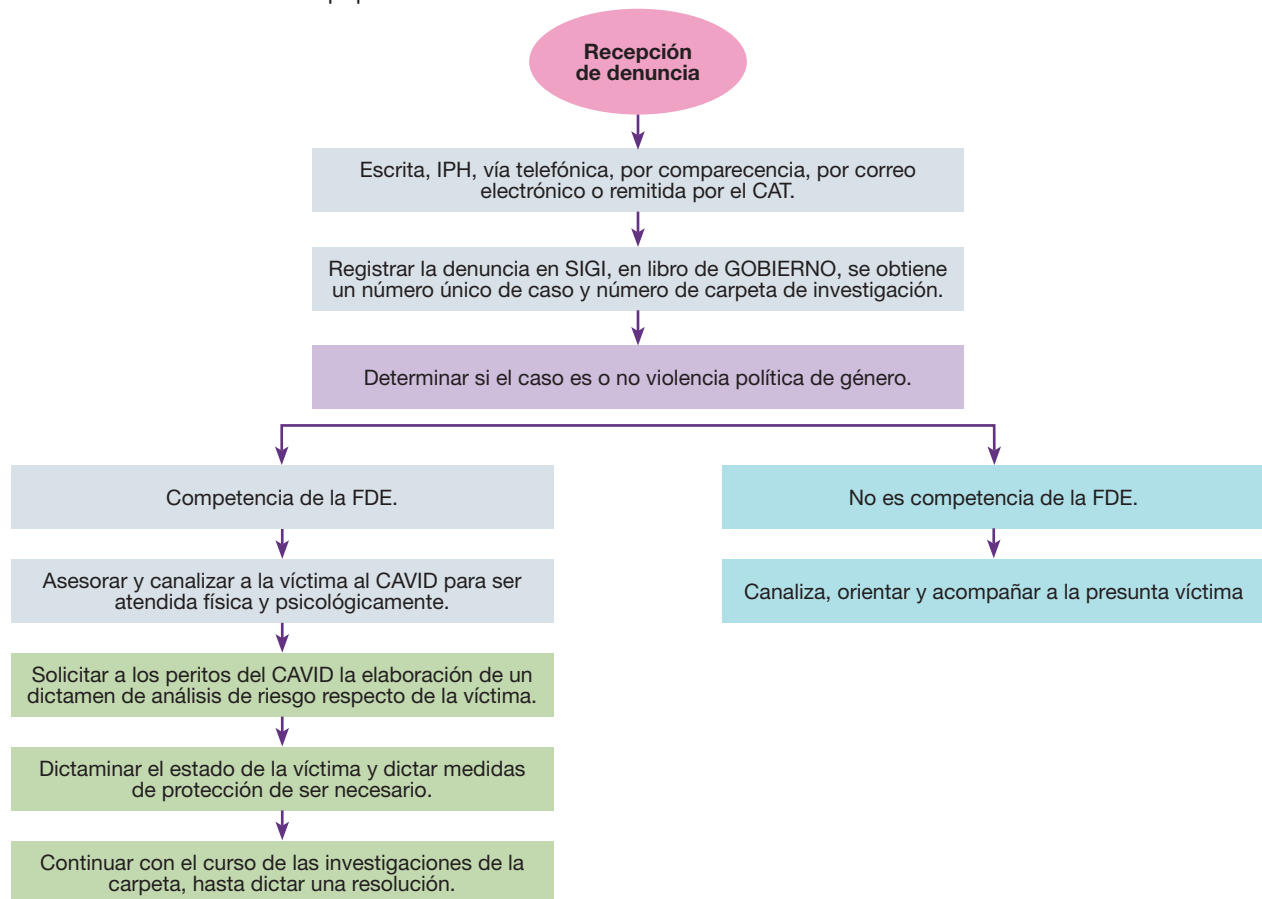 Recepción
de denuncia
Escrita, IPH, vía telefónica, por comparecencia, por correo
electrónico o remitida por el CAT.
Registrar la denuncia en SIGI, en libro de GOBIERNO, se obtiene
un número único de caso y número de carpeta de investigación.
Determinar si el caso es o no violencia política de género.
Competencia de la FDE.
No es competencia de la FDE.
Asesorar y canalizar a la víctima al CAVID para ser
atendida física y psicológicamente.
Canaliza, orientar y acompañar a la presunta víctima
Solicitar a los peritos del CAVID la elaboración de un
dictamen de análisis de riesgo respecto de la víctima.
Dictaminar el estado de la víctima y dictar medidas
de protección de ser necesario.
Continuar con el curso de las investigaciones de la
carpeta, hasta dictar una resolución.